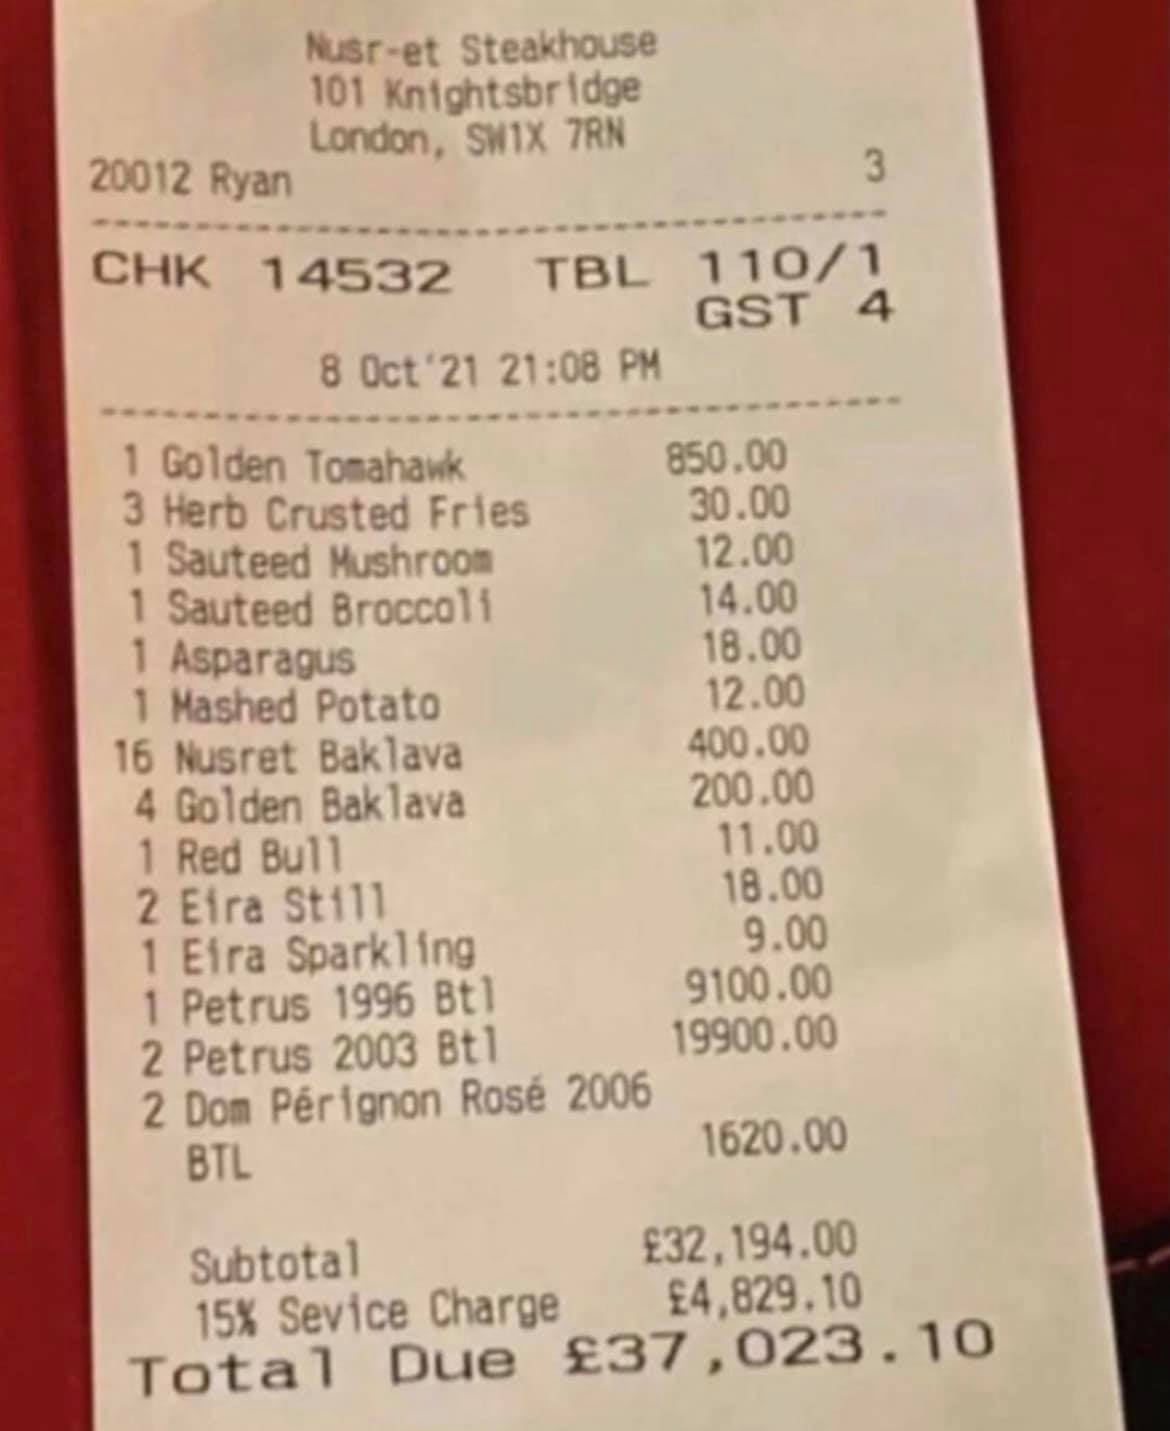 Nusr-et Steakhouse
101 Knightsbridge
London, SW1X 7RN
20012 Ryan 3
CHK 14532 TBL 110/1
GST 4
8 Oct'21 21:08 PM
1 Golden Tomahawk 850.00
3 Herb Crusted Fries 30.00
1 Sauteed Mushroom 12.00
1 Sauteed Broccoli 14.00
1 Asparagus 18.00
1 Mashed Potato 12.00
16 Nusret Baklava 400.00
4 Golden Baklava 200.00
1 Red Bull 11.00
2 Eira Still 18.00
1 Eira Sparkling 9.00
1 Petrus 1996 Btl 9100.00
2 Petrus 2003 Btl 19900.00
2 Dom Pérignon Rosé 2006
BTL 1620.00
Subtotal £32,194.00
15% Sevice Charge £4,829.10
Total Due £37,023.10